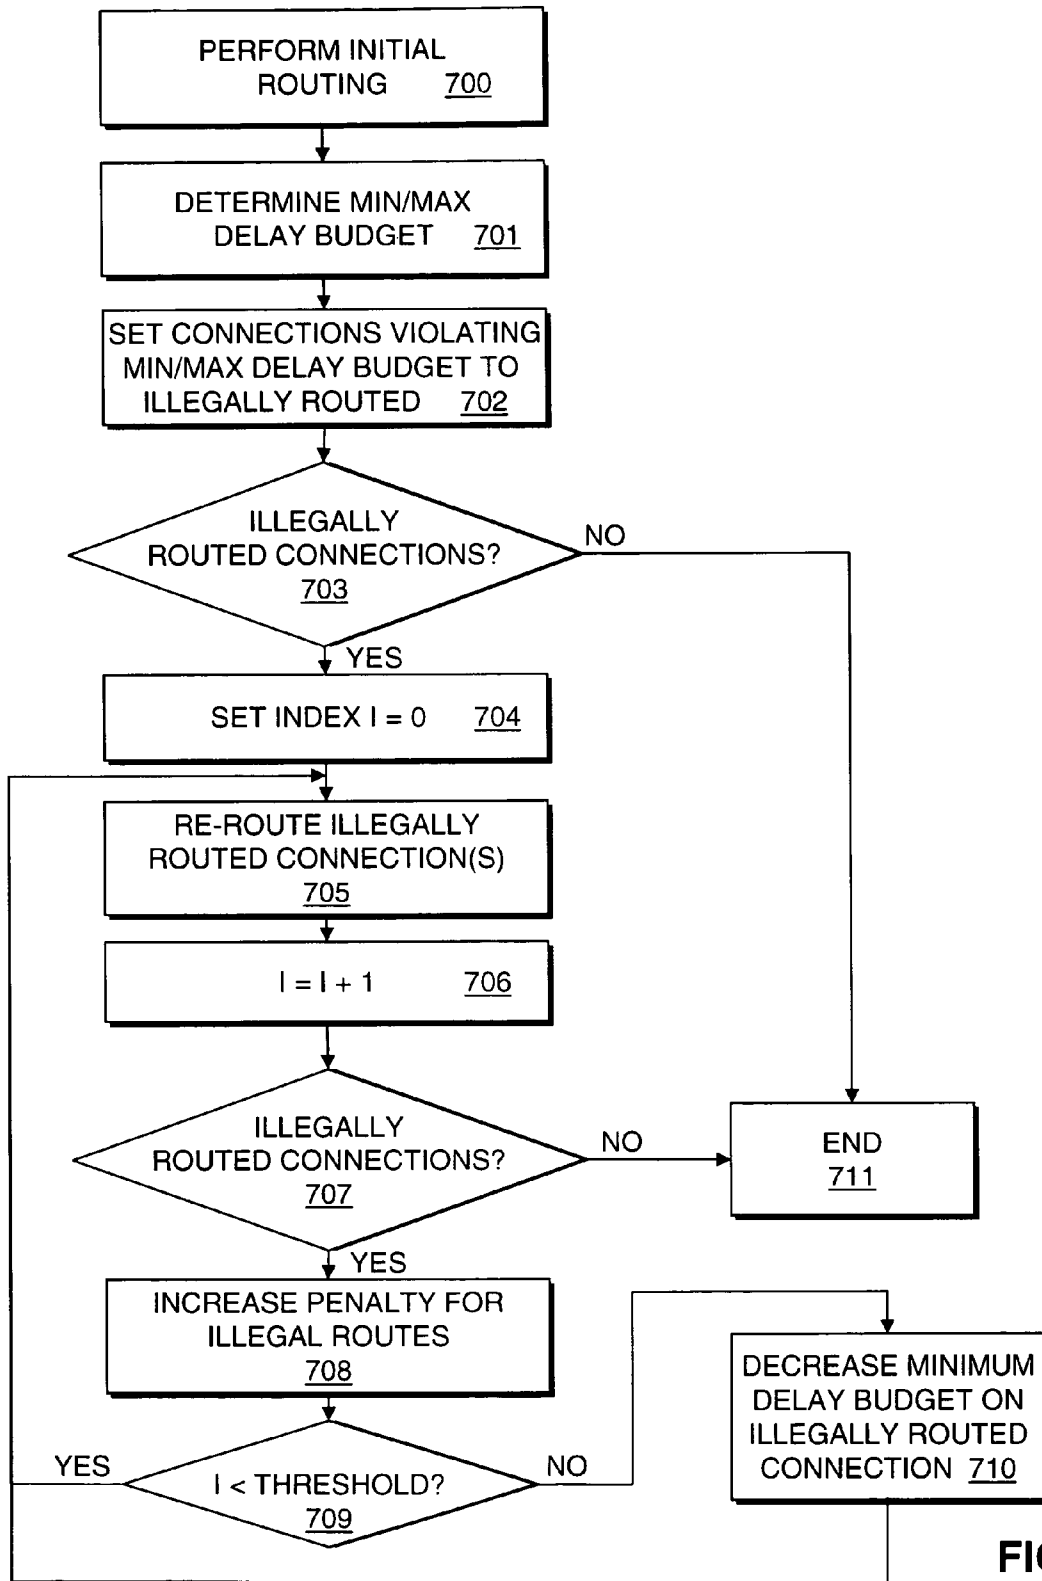 PERFORM INITIAL
ROUTING 700
DETERMINE MIN/MAX
DELAY BUDGET 701
SET CONNECTIONS VIOLATING
MIN/MAX DELAY BUDGET TO
ILLEGALLY ROUTED 702
ILLEGALLY
ROUTED CONNECTIONS?
703
NO
YES
SET INDEX I = 0 704
RE-ROUTE ILLEGALLY
ROUTED CONNECTION(S)
705
I = I + 1 706
ILLEGALLY
ROUTED CONNECTIONS?
707
NO
END
711
YES
INCREASE PENALTY FOR
ILLEGAL ROUTES
708
DECREASE MINIMUM
DELAY BUDGET ON
ILLEGALLY ROUTED
CONNECTION 710
YES
I < THRESHOLD?
709
NO